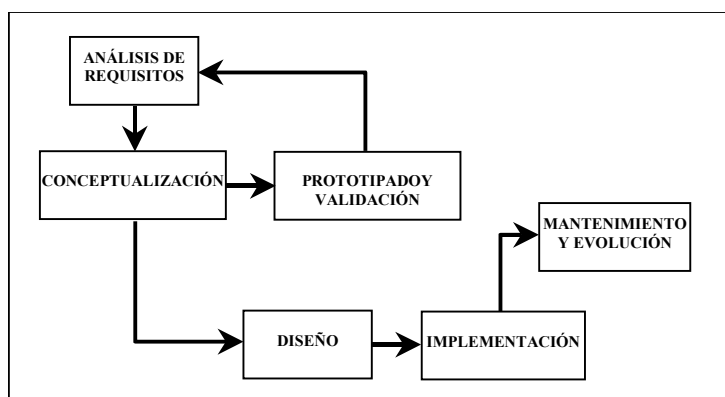 ANÁLISIS DE
REQUISITOS
CONCEPTUALIZACIÓN
PROTOTIPADOY
VALIDACIÓN
MANTENIMIENTO
Y EVOLUCIÓN
DISEÑO
IMPLEMENTACIÓN